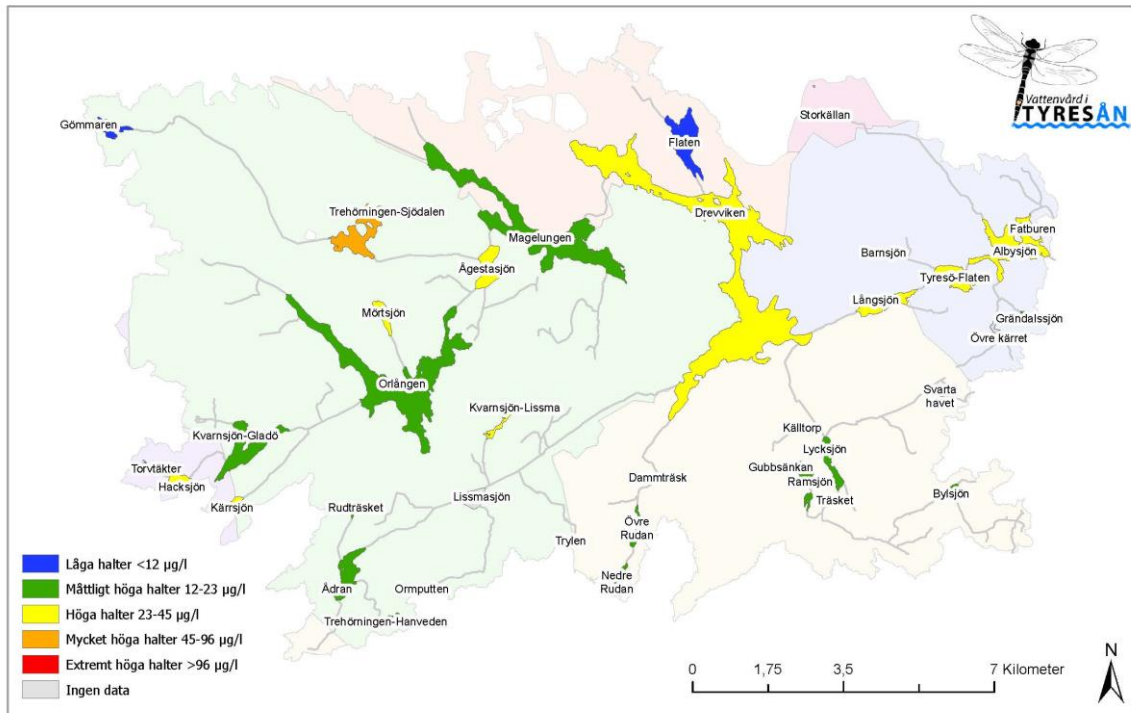 Vattenvård i
TYRESÅN
Storkällan
Gömmaren
Flaten
Trehörningen-Sjödalen
Drevviken
Magelungen
Fatburen
Albysjön
Barnsjön
Ågestasjön
Tyresö-Flaten
Långsjön
Mörtsjön
Grändalssjön
Övre kärret
Orlången
Svarta
havet
Kvarnsjön-Lissma
Källtorp
Kvarnsjön-Gladö
Lycksjön
Torvtäkter
Gubbsänkan
Hacksjön
Dammträsk
Ramsjön
Lissmasjön
Träsket
Bylsjön
Kärrsjön
Rudträsket
Övre
Rudan
Trylen
Nedre
Rudan
Ådran
Ormputten
Trehörningen-Hanveden
Låga halter <12 µg/l
Måttligt höga halter 12-23 µg/l
Höga halter 23-45 µg/l
Mycket höga halter 45-96 µg/l
Extremt höga halter >96 µg/l
Ingen data
0 1,75 3,5 7 Kilometer
N